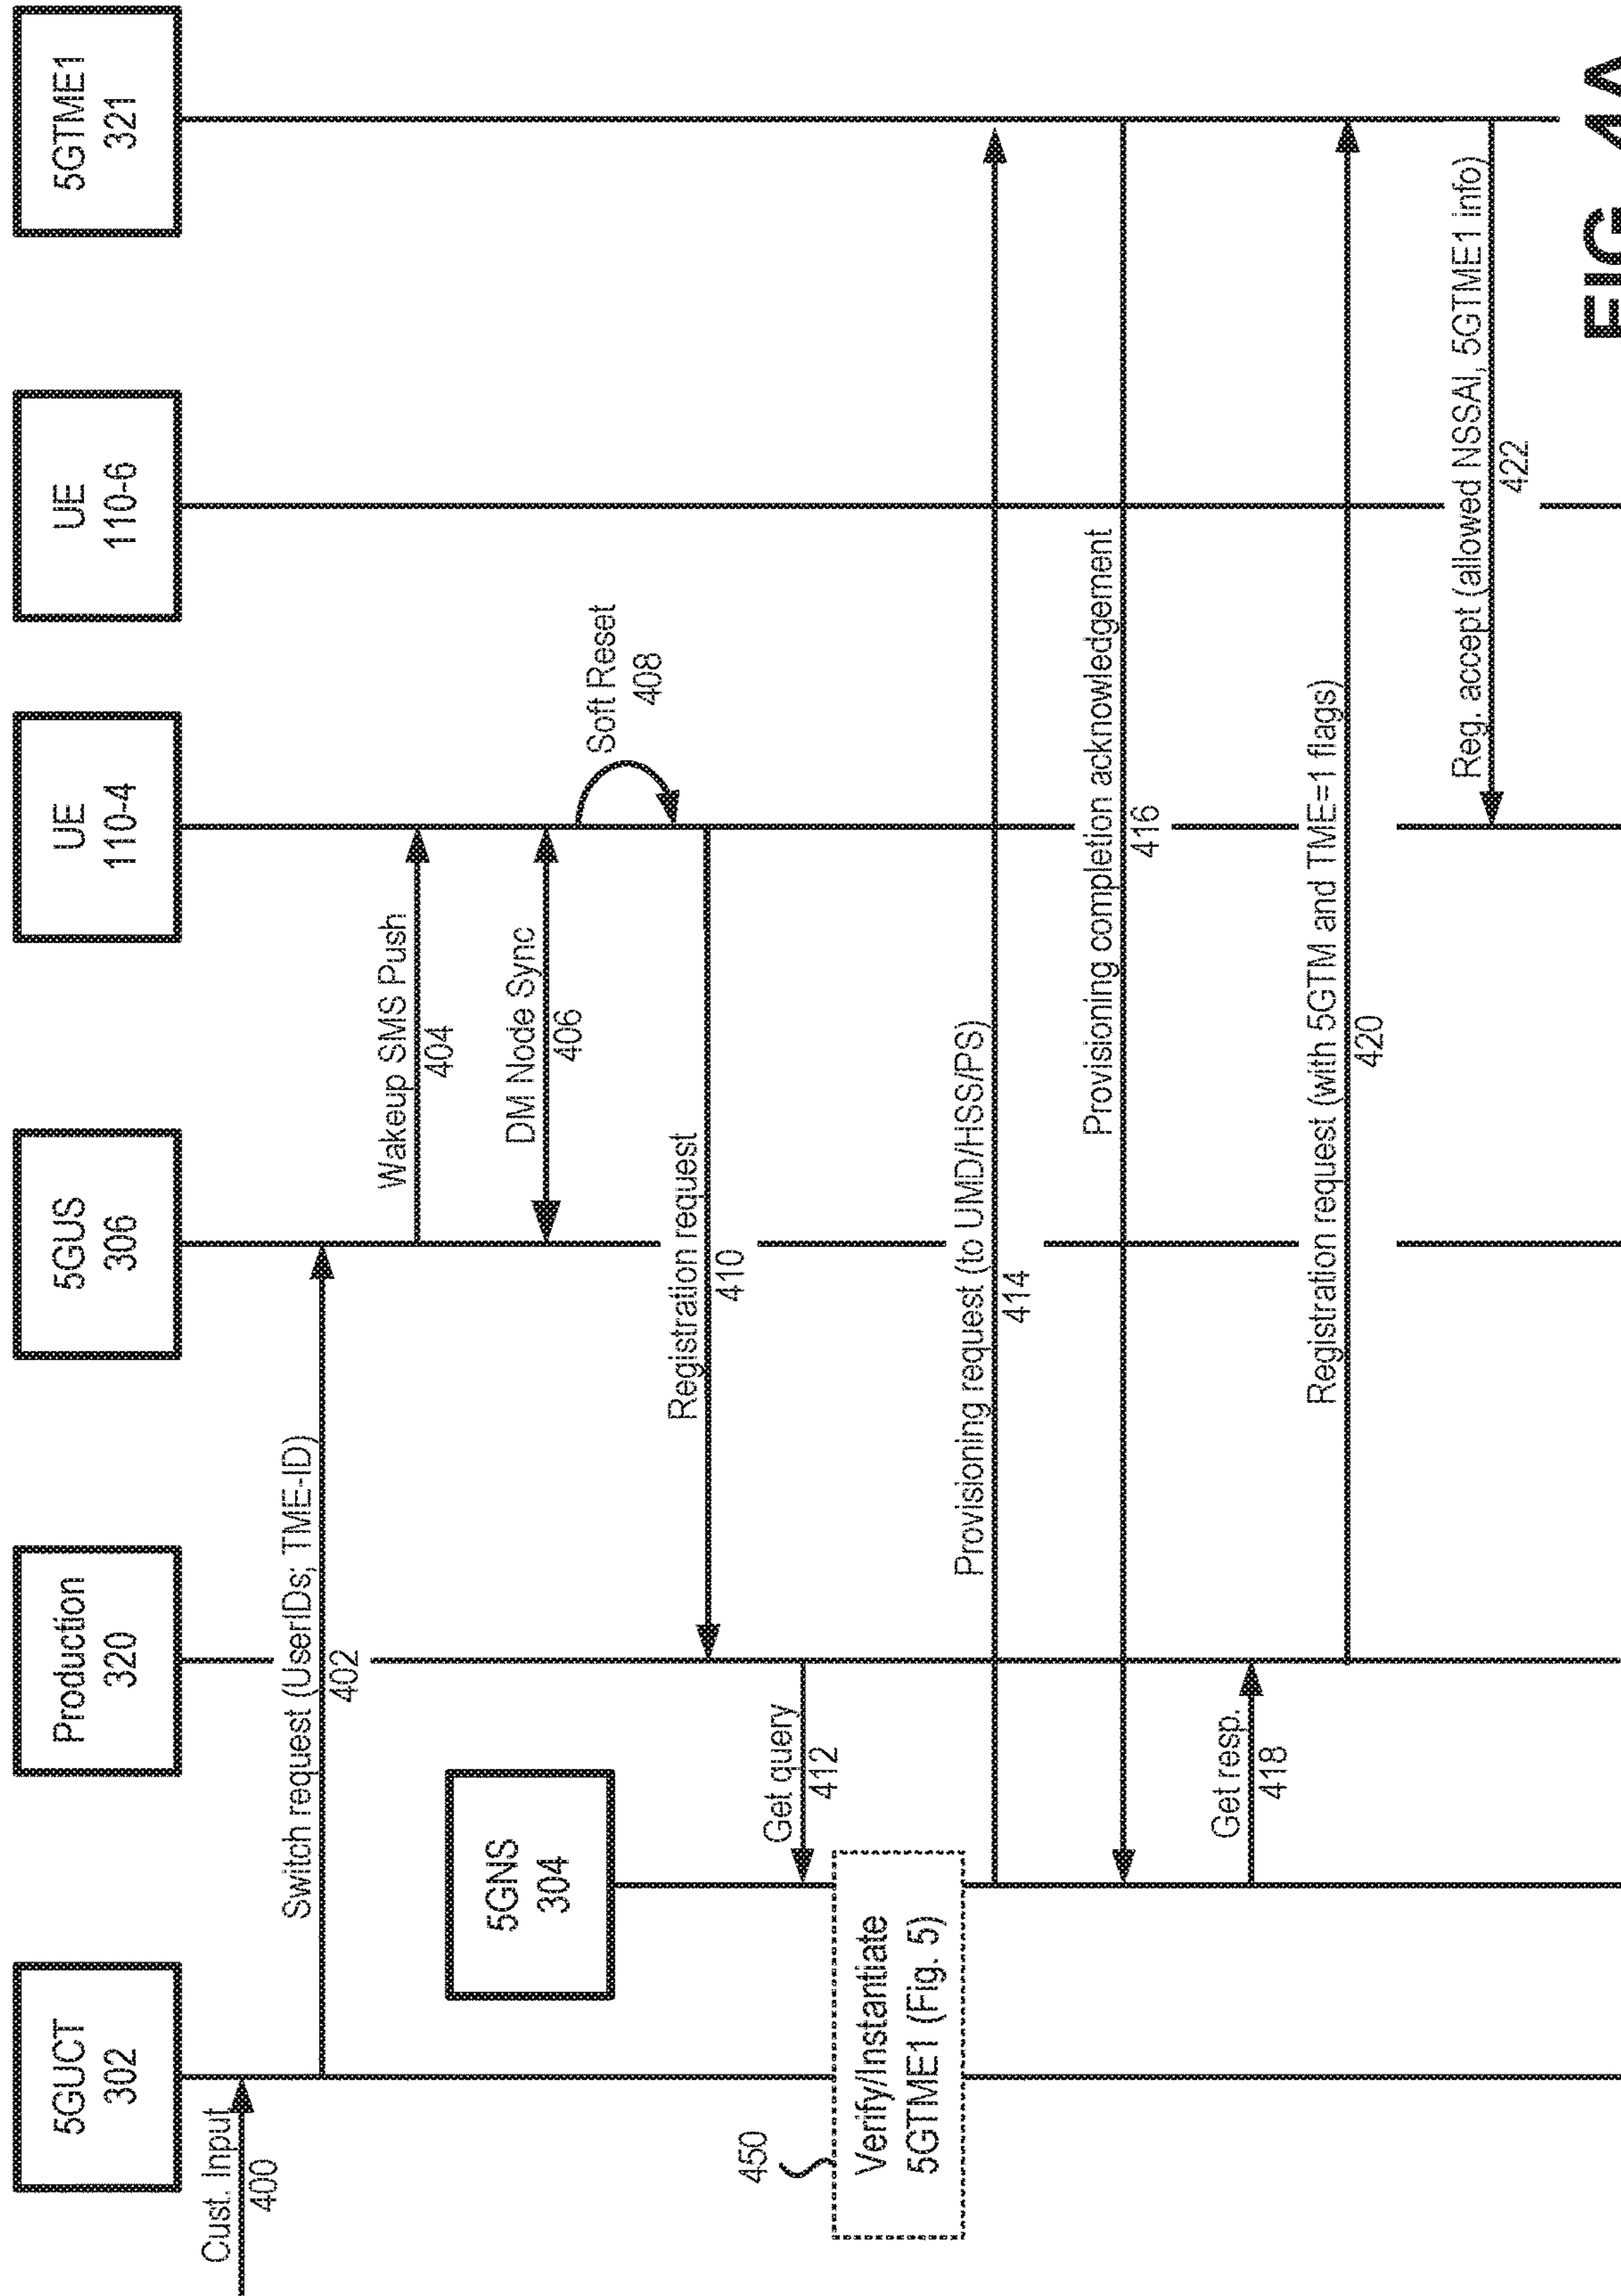 5GUCT
302
Production
320
5GUS
306
UE
110-4
UE
110-6
5GTME1
321
Cust. Input
400
Switch request (UserIDs; TME-ID)
402
Wakeup SMS Push
404
5GNS
304
DM Node Sync
406
Soft Reset
408
Registration request
410
Get query
412
450
Verify/Instantiate
5GTME1 (Fig. 5)
Provisioning request (to UMD/HSS/PS)
414
Provisioning completion acknowledgement
416
Get resp.
418
Registration request (with 5GTM and TME=1 flags)
420
Reg. accept (allowed NSSAI, 5GTME1 info)
422
FIG. 4A